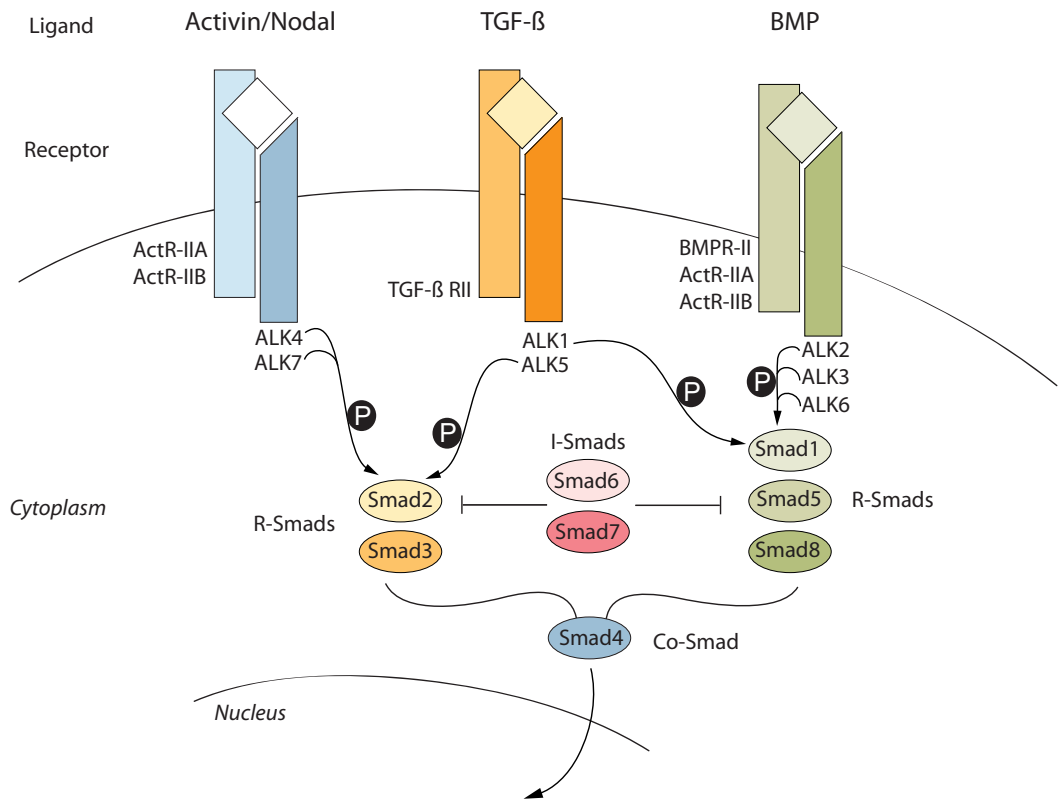 Ligand
Activin/Nodal
TGF-ß
BMP
Receptor
ActR-IIA
ActR-IIB
TGF-ß RII
BMPR-II
ActR-IIA
ActR-IIB
ALK4
ALK7
ALK1
ALK5
ALK2
ALK3
ALK6
P
P
P
P
Cytoplasm
R-Smads
Smad2
Smad3
I-Smads
Smad6
Smad7
Smad1
Smad5
Smad8
R-Smads
Smad4
Co-Smad
Nucleus